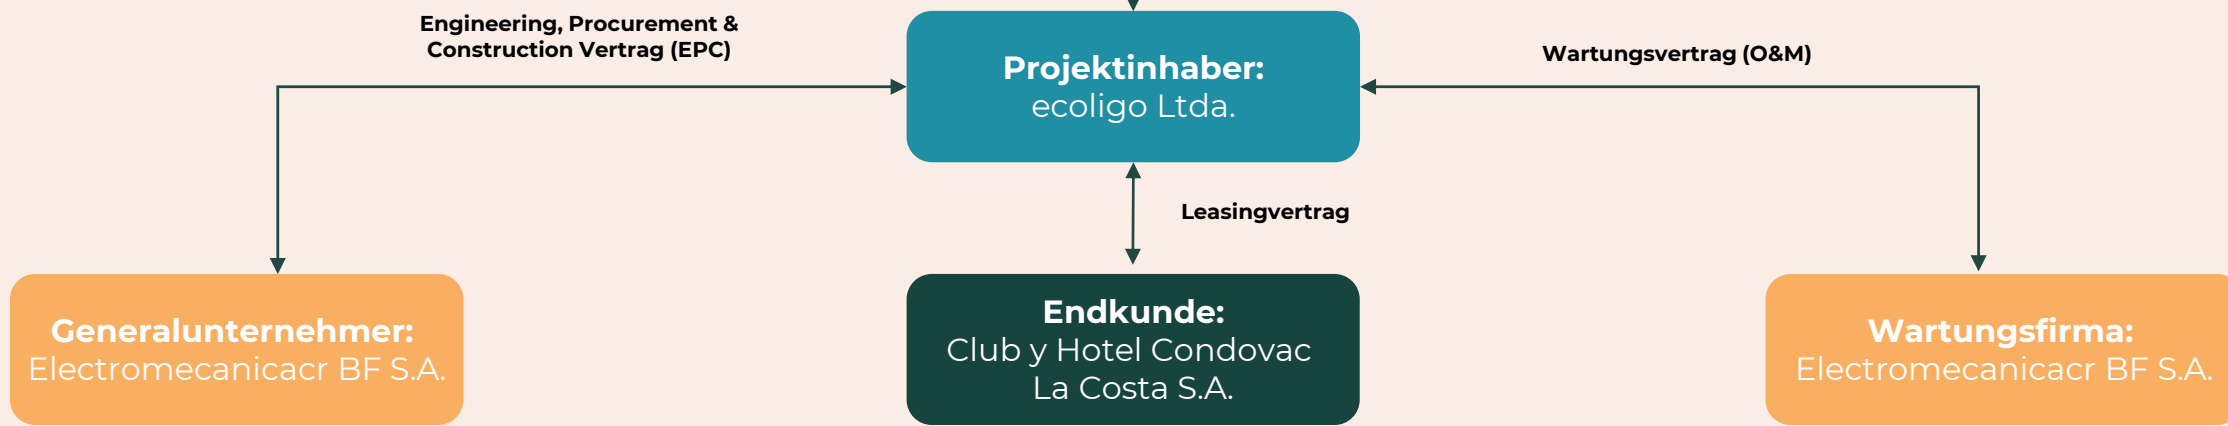 Engineering, Procurement &
Construction Vertrag (EPC)
Projektinhaber:
ecoligo Ltda.
Wartungsvertrag (O&M)
Leasingvertrag
Generalunternehmer:
Electromecanicacr BF S.A.
Endkunde:
Club y Hotel Condovac
La Costa S.A.
Wartungsfirma:
Electromecanicacr BF S.A.